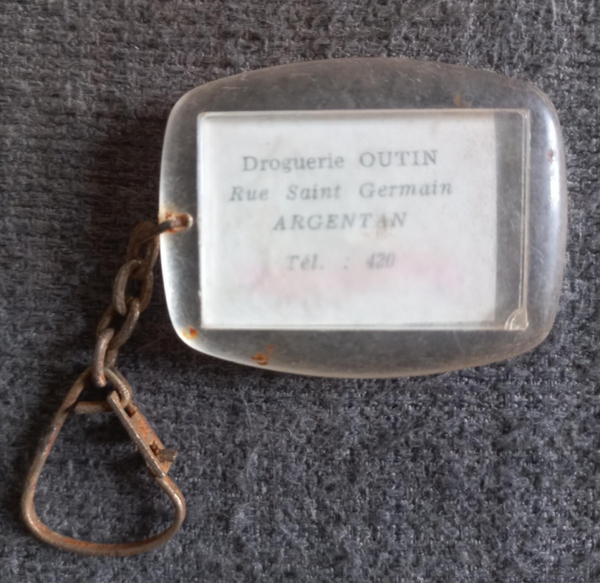 Droguerie OUTIN
Rue Saint Germain
ARGENTAN
Tél. : 420